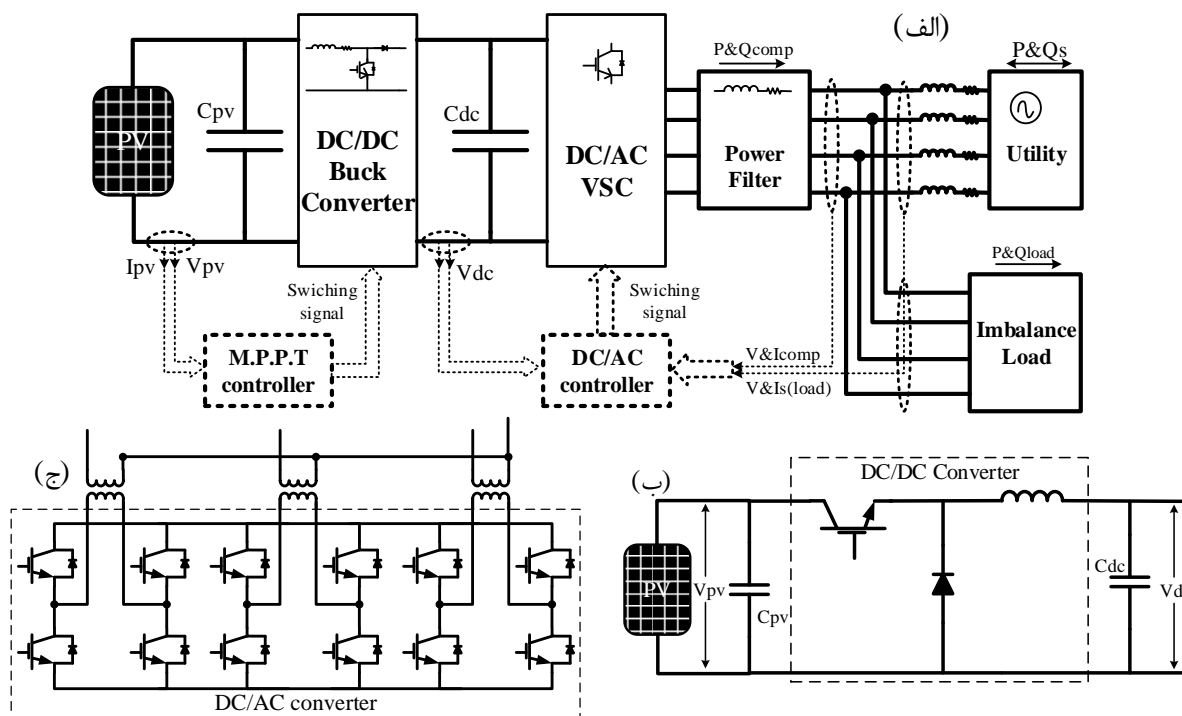 (الف)
P&Qcomp
P&Qs
Cpv
Cdc
PV
DC/DC
Buck
Converter
DC/AC
VSC
Power
Filter
Utility
Ipv
Vpv
Vdc
P&Qload
Swiching
signal
Swiching
signal
Imbalance
Load
M.P.P.T
controller
DC/AC
controller
V&Icomp
V&Is(load)
(ج)
DC/AC converter
(ب)
DC/DC Converter
PV
Vpv
Cpv
Cdc
Vd